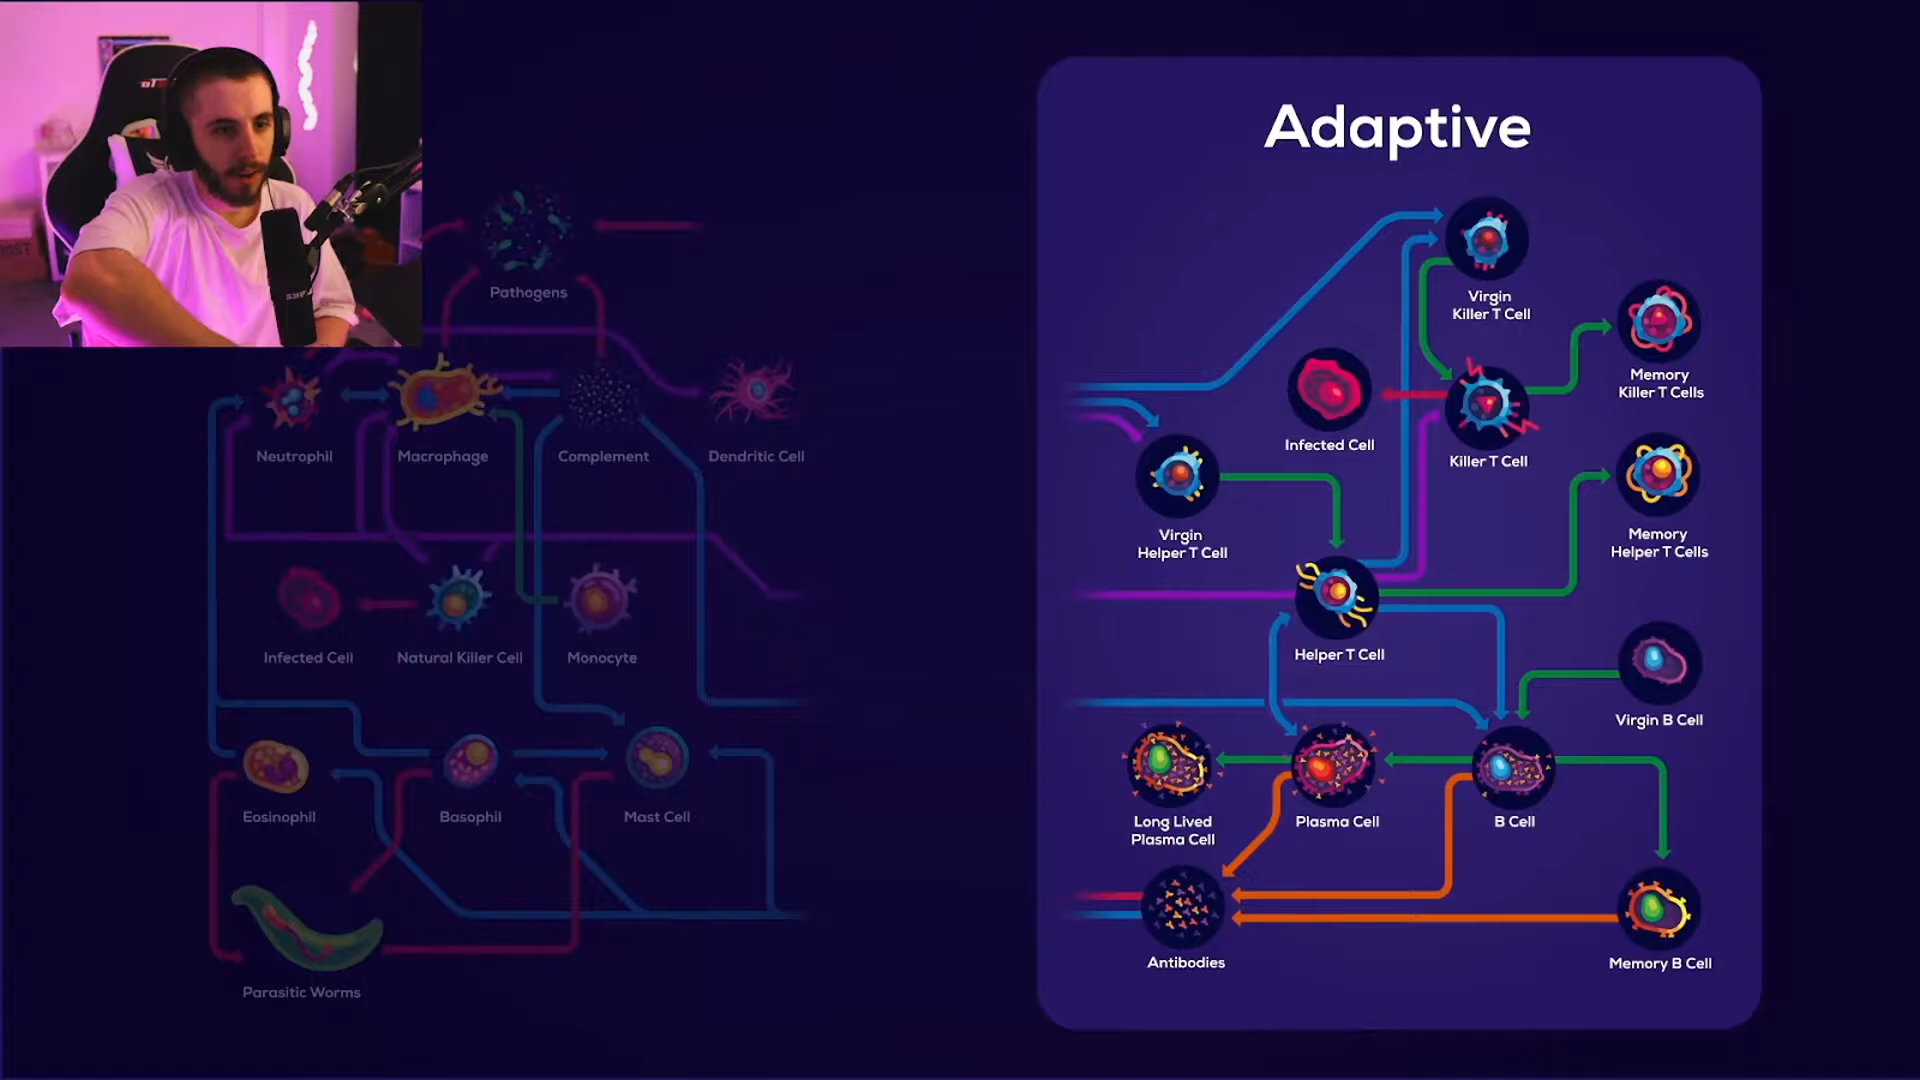 Adaptive
Pathogens
Virgin
Killer T Cell
Memory
Killer T Cells
Infected Cell
Killer T Cell
Neutrophil
Macrophage
Complement
Dendritic Cell
Virgin
Helper T Cell
Memory
Helper T Cells
Infected Cell
Natural Killer Cell
Monocyte
Helper T Cell
Virgin B Cell
Eosinophil
Basophil
Mast Cell
Long Lived
Plasma Cell
Plasma Cell
B Cell
Parasitic Worms
Antibodies
Memory B Cell